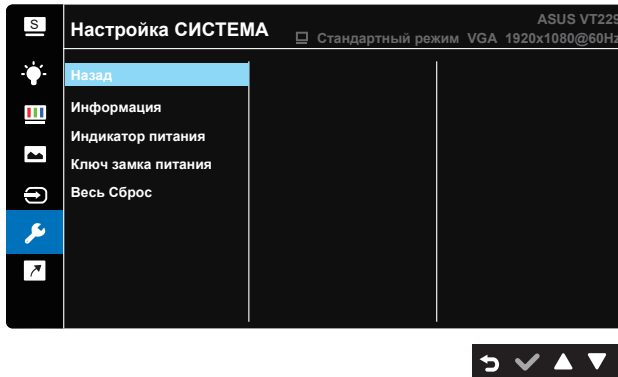 S
Настройка СИСТЕМА
ASUS VT229
Стандартный режим VGA 1920x1080@60Hz
Назад
Информация
Индикатор питания
Ключ замка питания
Весь Сброс